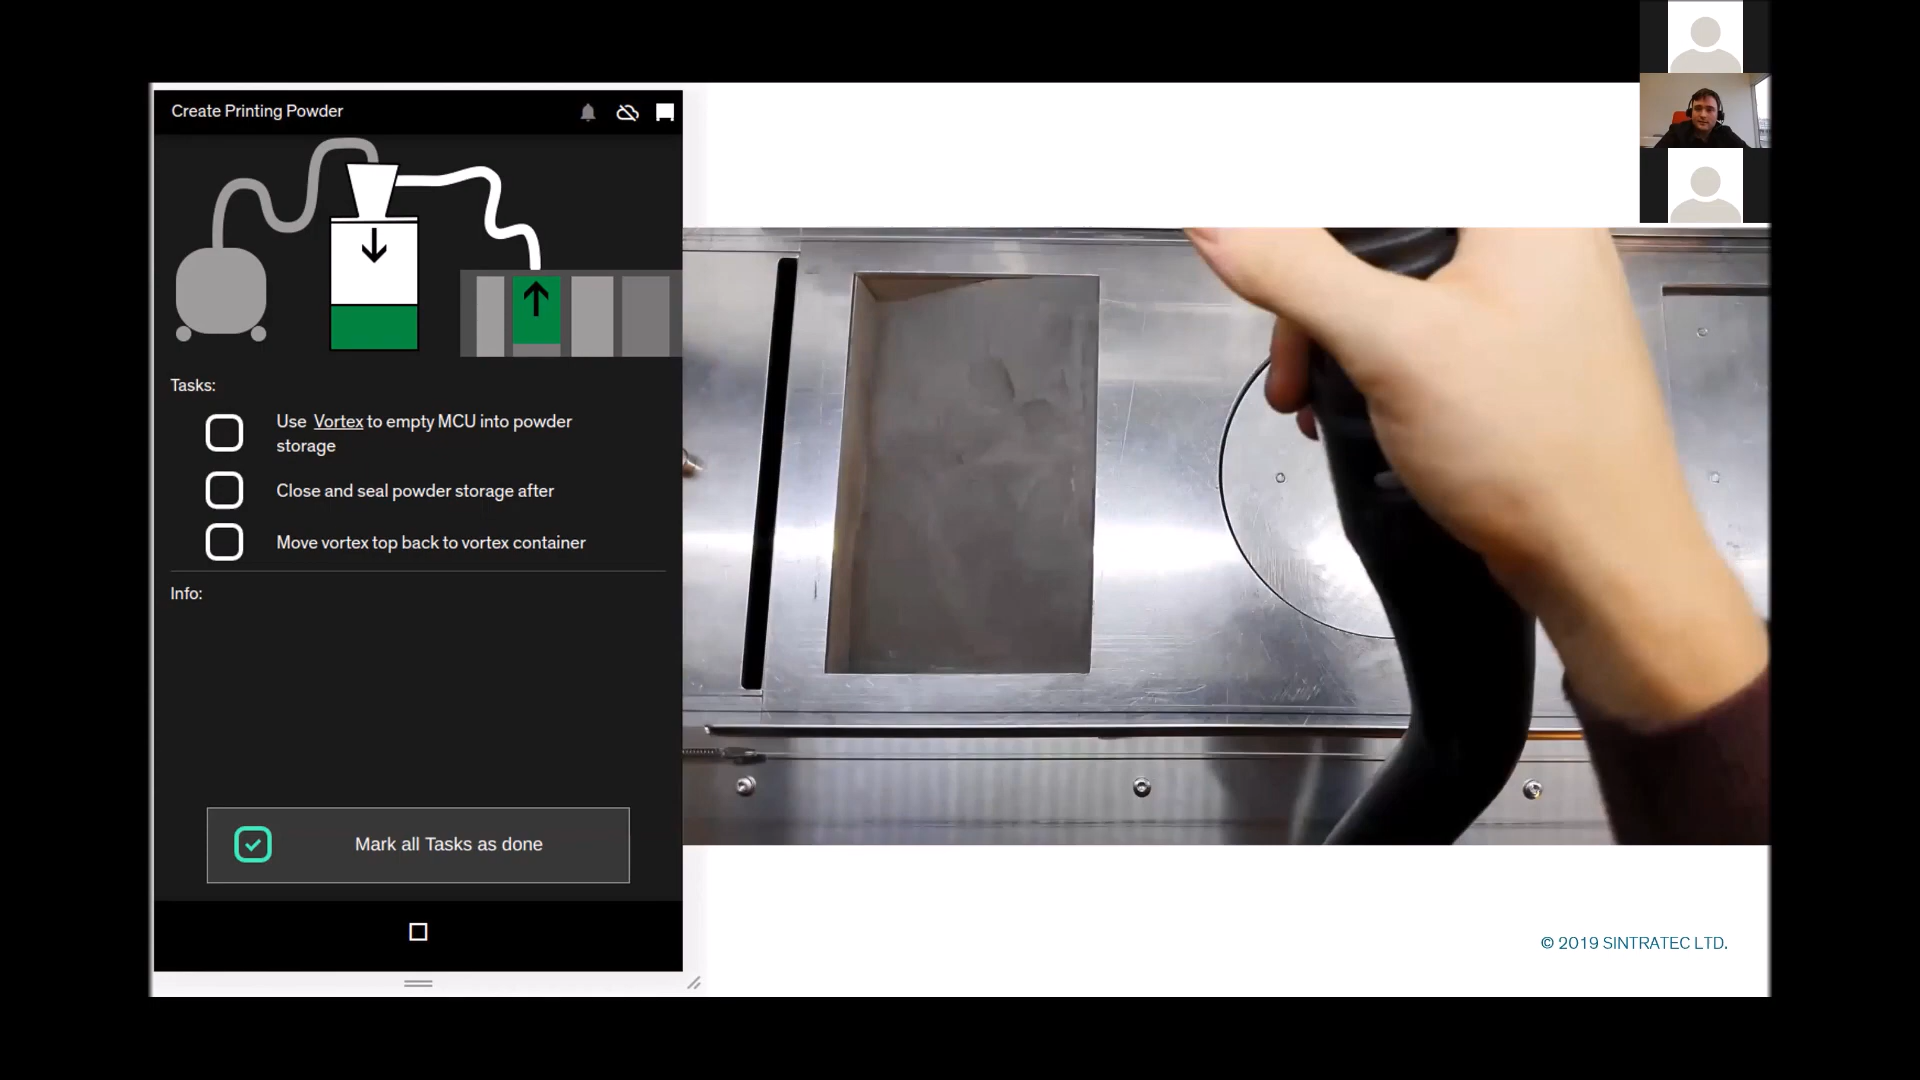 Create Printing Powder
Tasks:
Use Vortex to empty MCU into powder
storage
Close and seal powder storage after
Move vortex top back to vortex container
Info:
Mark all Tasks as done
© 2019 SINTRATEC LTD.